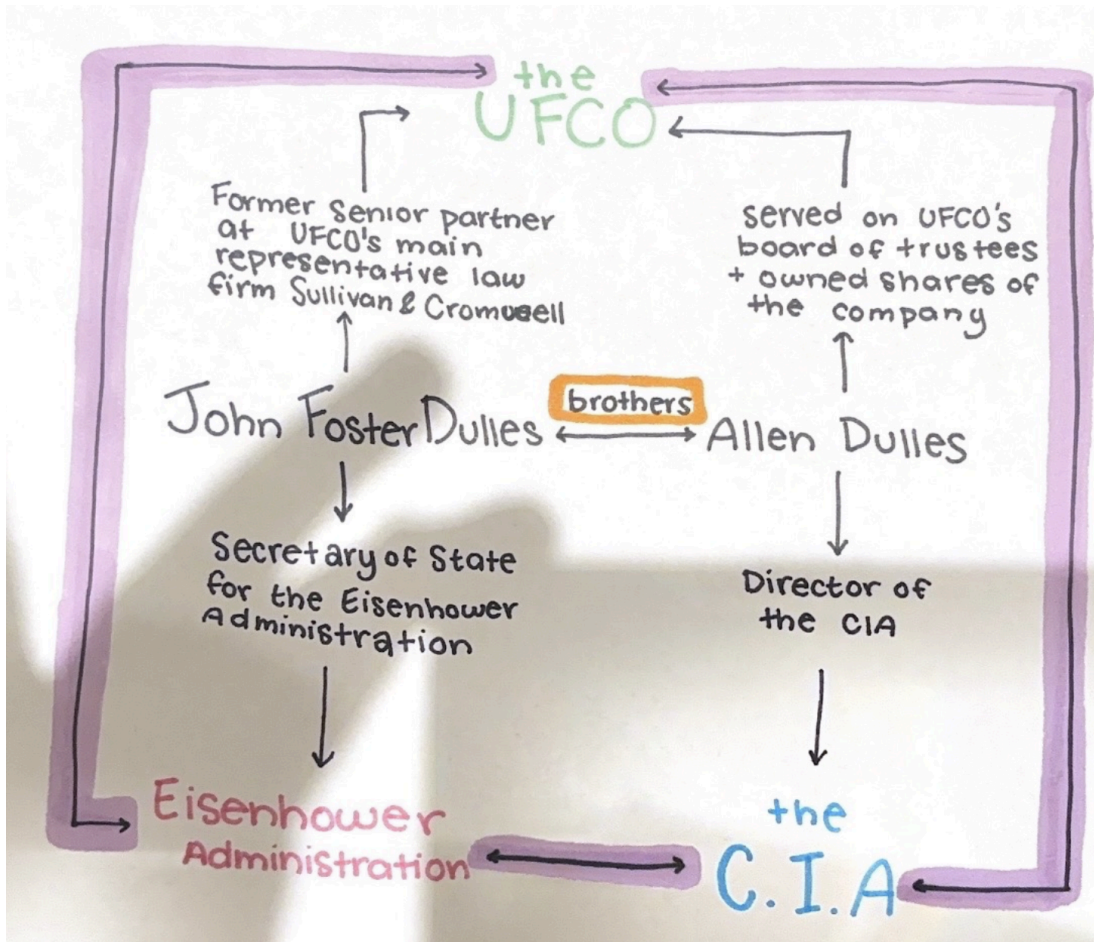 the
UFCO
Former senior partner
at UFCO's main
representative law
firm Sullivan & Cromwell
served on UFCO's
board of trustees
+ owned shares of
the company
John Foster Dulles
brothers
Allen Dulles
Secretary of State
for the Eisenhower
Administration
Director of
the CIA
Eisenhower
Administration
the
C.I.A